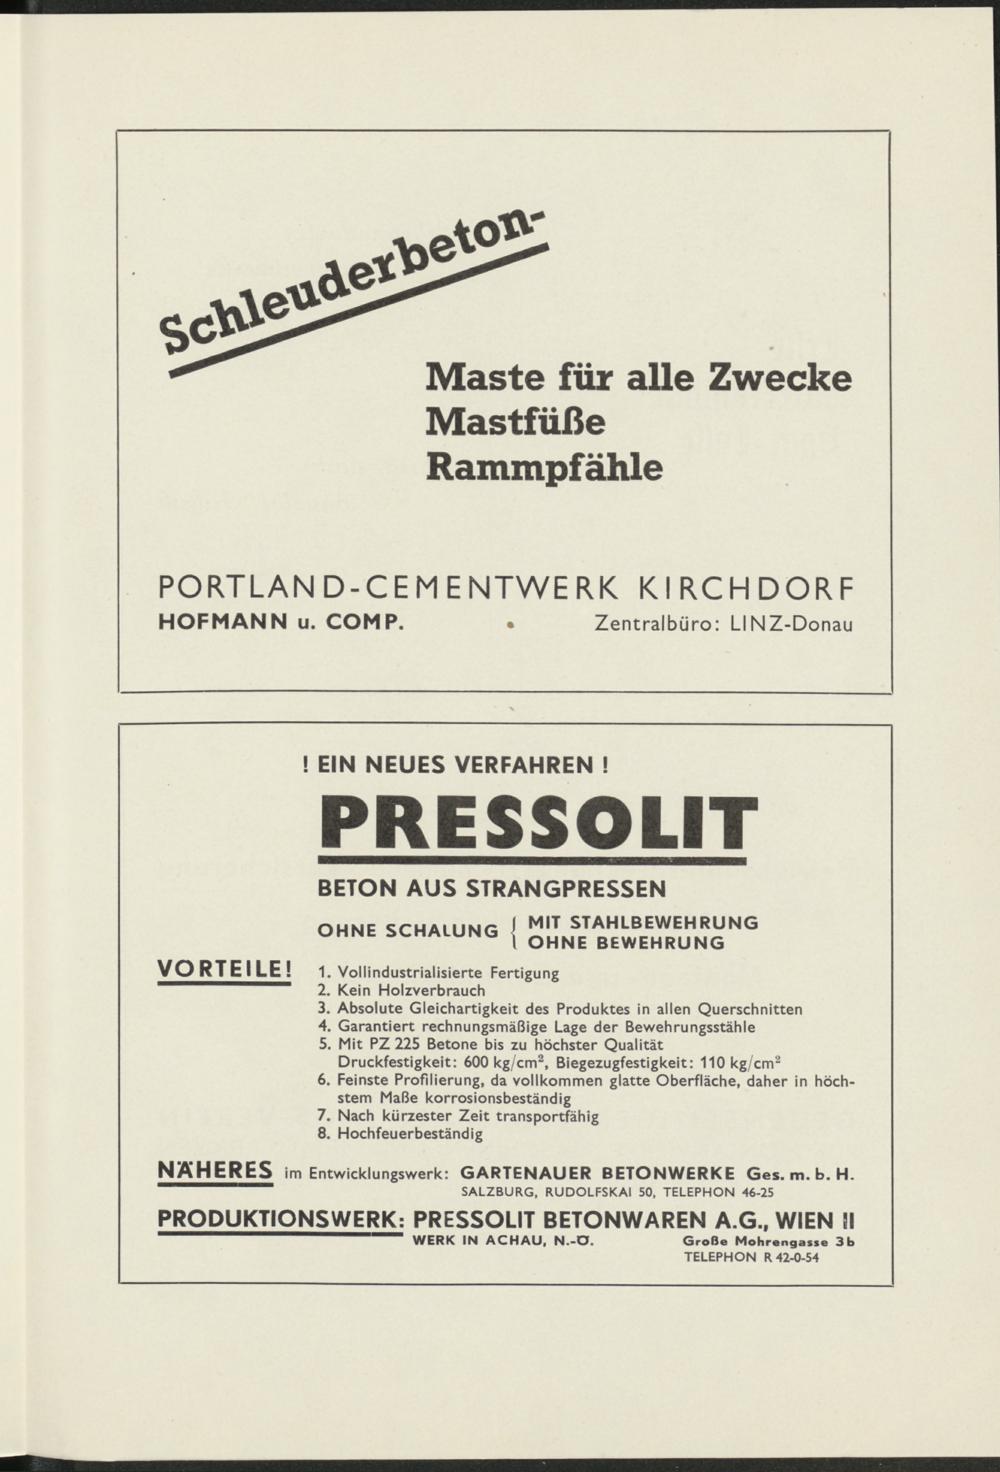 Schleuderbeton-
Maste für alle Zwecke
Mastfüße
Rammpfähle
PORTLAND-CEMENTWERK KIRCHDORF
HOFMANN u. COMP. Zentralbüro: LINZ-Donau
! EIN NEUES VERFAHREN !
PRESSOLIT
BETON AUS STRANGPRESSEN
OHNE SCHALUNG { MIT STAHLBEWEHRUNG
OHNE BEWEHRUNG
VORTEILE! 1. Vollindustrialisierte Fertigung
2. Kein Holzverbrauch
3. Absolute Gleichartigkeit des Produktes in allen Querschnitten
4. Garantiert rechnungsmäßige Lage der Bewehrungsstähle
5. Mit PZ 225 Betone bis zu höchster Qualität
Druckfestigkeit: 600 kg/cm², Biegezugfestigkeit: 110 kg/cm²
6. Feinste Profilierung, da vollkommen glatte Oberfläche, daher in höch-
stem Maße korrosionsbeständig
7. Nach kürzester Zeit transportfähig
8. Hochfeuerbeständig
NÄHERES im Entwicklungswerk: GARTENAUER BETONWERKE Ges. m. b. H.
SALZBURG, RUDOLFSKAI 50, TELEPHON 46-25
PRODUKTIONSWERK: PRESSOLIT BETONWAREN A.G., WIEN II
WERK IN ACHAU, N.-Ö. Große Mohrengasse 3b
TELEPHON R 42-0-54